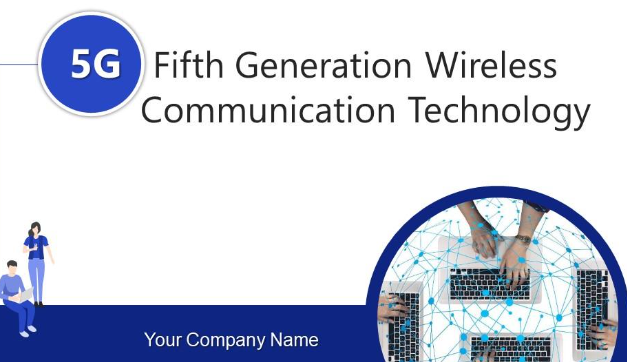 5G Fifth Generation Wireless
Communication Technology
Your Company Name